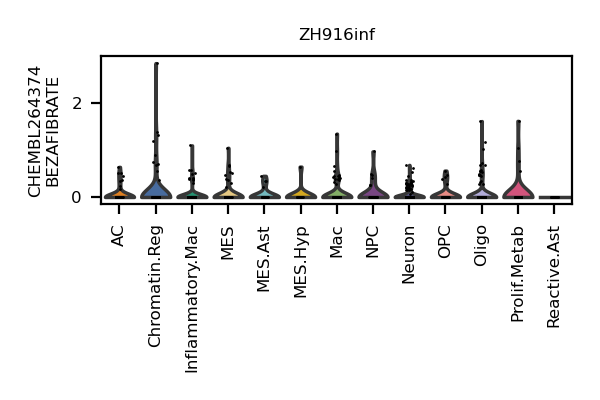 ZH916inf
CHEMBL264374
BEZAFIBRATE
2
0
AC
Chromatin.Reg
Inflammatory.Mac
MES
MES.Ast
MES.Hyp
Mac
NPC
Neuron
OPC
Oligo
Prolif.Metab
Reactive.Ast